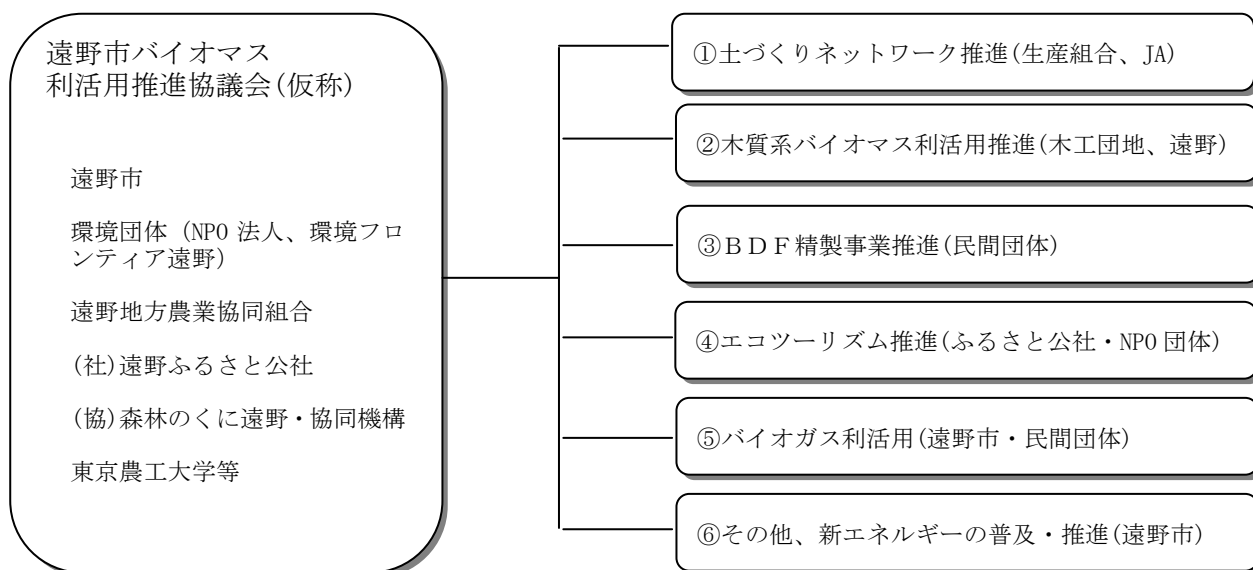 遠野市バイオマス
利活用推進協議会(仮称)
遠野市
環境団体（NPO 法人、環境フロ
ンティア遠野）
遠野地方農業協同組合
(社)遠野ふるさと公社
(協)森林のくに遠野・協同機構
東京農工大学等
①土づくりネットワーク推進(生産組合、JA)
②木質系バイオマス利活用推進(木工団地、遠野)
③ＢＤＦ精製事業推進(民間団体)
④エコツーリズム推進(ふるさと公社・NPO 団体)
⑤バイオガス利活用(遠野市・民間団体)
⑥その他、新エネルギーの普及・推進(遠野市)